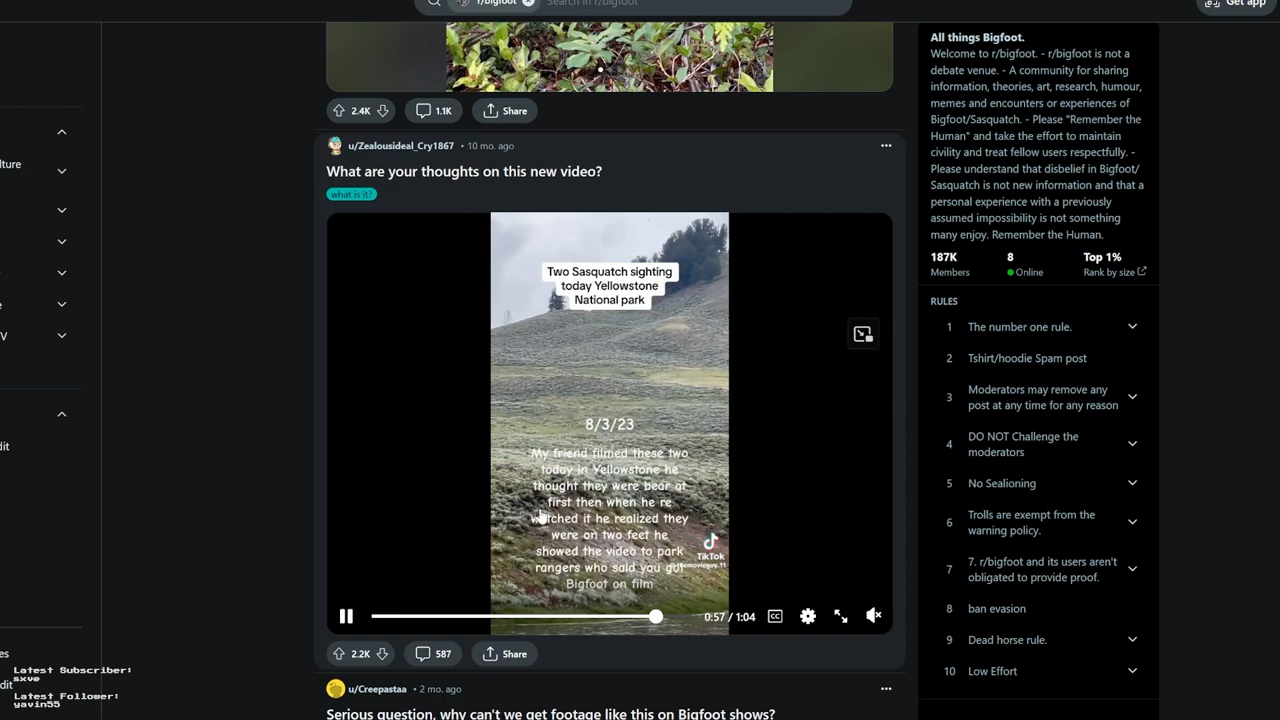 r/bigfoot
Search in r/bigfoot
Get app
2.4K
1.1K
Share
u/Zealousideal_Cry1867 • 10 mo. ago
What are your thoughts on this new video?
what is it?
Two Sasquatch sighting
today Yellowstone
National park
8/3/23
My friend filmed these two
today in Yellowstone he
thought they were bear at
first then when he re
watched it he realized they
were on two feet he
showed the video to park
rangers who said you got
Bigfoot on film
TikTok
0:57 / 1:04
CC
2.2K
587
Share
u/Creepastaa • 2 mo. ago
Serious question, why can't we get footage like this on Bigfoot shows?
All things Bigfoot.
Welcome to r/bigfoot. - r/bigfoot is not a
debate venue. - A community for sharing
information, theories, art, research, humour,
memes and encounters or experiences of
Bigfoot/Sasquatch. - Please "Remember the
Human" and take the effort to maintain
civility and treat fellow users respectfully. -
Please understand that disbelief in Bigfoot/
Sasquatch is not new information and that a
personal experience with a previously
assumed impossibility is not something
many enjoy. Remember the Human.
187K
Members
8
Online
Top 1%
Rank by size
RULES
1 The number one rule.
2 Tshirt/hoodie Spam post
3 Moderators may remove any
post at any time for any reason
4 DO NOT Challenge the
moderators
5 No Sealioning
6 Trolls are exempt from the
warning policy.
7 7. r/bigfoot and its users aren't
obligated to provide proof.
8 ban evasion
9 Dead horse rule.
10 Low Effort
lture
V
dit
es
dit
Latest Subscriber:
sxve
Latest Follower:
yavin55